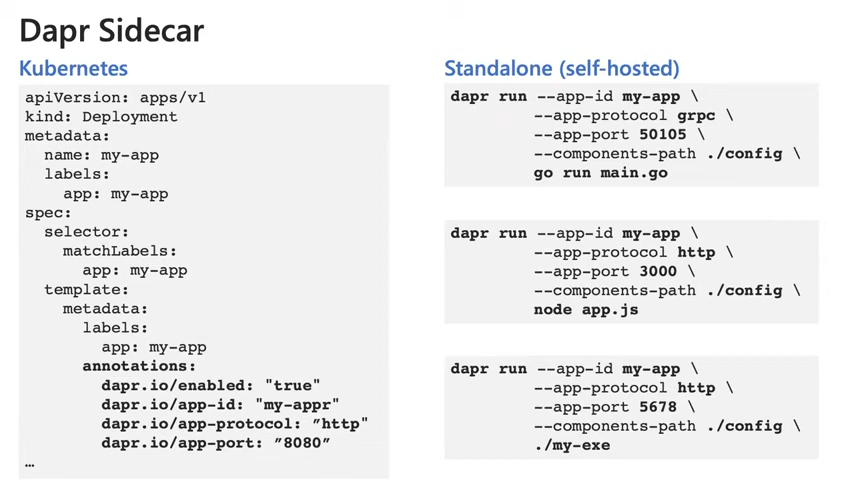 Dapr Sidecar
Kubernetes
apiVersion: apps/v1
kind: Deployment
metadata:
  name: my-app
  labels:
    app: my-app
spec:
  selector:
    matchLabels:
      app: my-app
  template:
    metadata:
      labels:
        app: my-app
      annotations:
        dapr.io/enabled: "true"
        dapr.io/app-id: "my-appr"
        dapr.io/app-protocol: ”http"
        dapr.io/app-port: ”8080”
…
Standalone (self-hosted)
dapr run --app-id my-app \
         --app-protocol grpc \
         --app-port 50105 \
         --components-path ./config \
         go run main.go
dapr run --app-id my-app \
         --app-protocol http \
         --app-port 3000 \
         --components-path ./config \
         node app.js
dapr run --app-id my-app \
         --app-protocol http \
         --app-port 5678 \
         --components-path ./config \
         ./my-exe